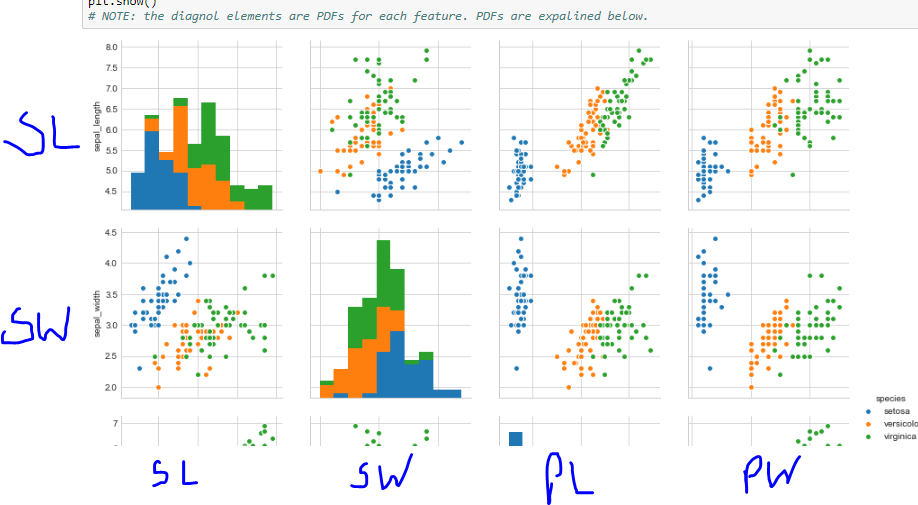 plt.show()
# NOTE: the diagnol elements are PDFs for each feature. PDFs are expalined below.
8.0
7.5
7.0
6.5
6.0
5.5
5.0
4.5
sepal_length
SL
4.5
4.0
3.5
3.0
2.5
2.0
sepal_width
SW
species
setosa
versicolo
virginica
7
SL SW PL PW